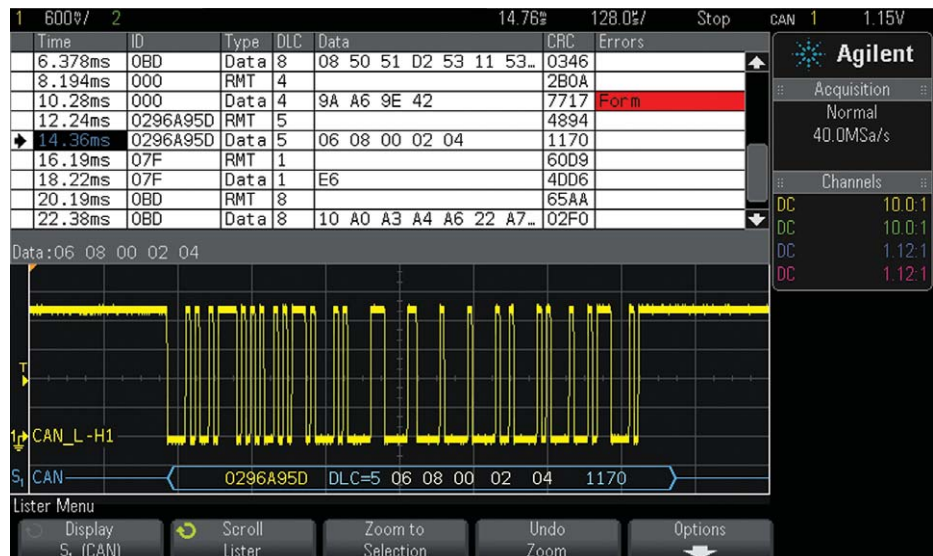 1 600▽/ 2 14.76▽ 128.0▽/ Stop CAN 1 1.15V
Time ID Type DLC Data CRC Errors
6.378ms 0BD Data 8 08 50 51 D2 53 11 53… 0346
8.194ms 000 RMT 4 2B0A
10.28ms 000 Data 4 9A A6 9E 42 7717 Form
12.24ms 0296A95D RMT 5 4894
14.36ms 0296A95D Data 5 06 08 00 02 04 1170
16.19ms 07F RMT 1 60D9
18.22ms 07F Data 1 E6 4DD6
20.19ms 0BD RMT 8 65AA
22.38ms 0BD Data 8 10 A0 A3 A4 A6 22 A7… 02F0
Agilent
Acquisition
Normal
40.0MSa/s
Channels
DC 10.0:1
DC 10.0:1
DC 1.12:1
DC 1.12:1
Data:06 08 00 02 04
T
1 CAN_L-H1
S1 CAN 0296A95D DLC=5 06 08 00 02 04 1170
Lister Menu
Display
S1 (CAN)
Scroll
Lister
Zoom to
Selection
Undo
Zoom
Options